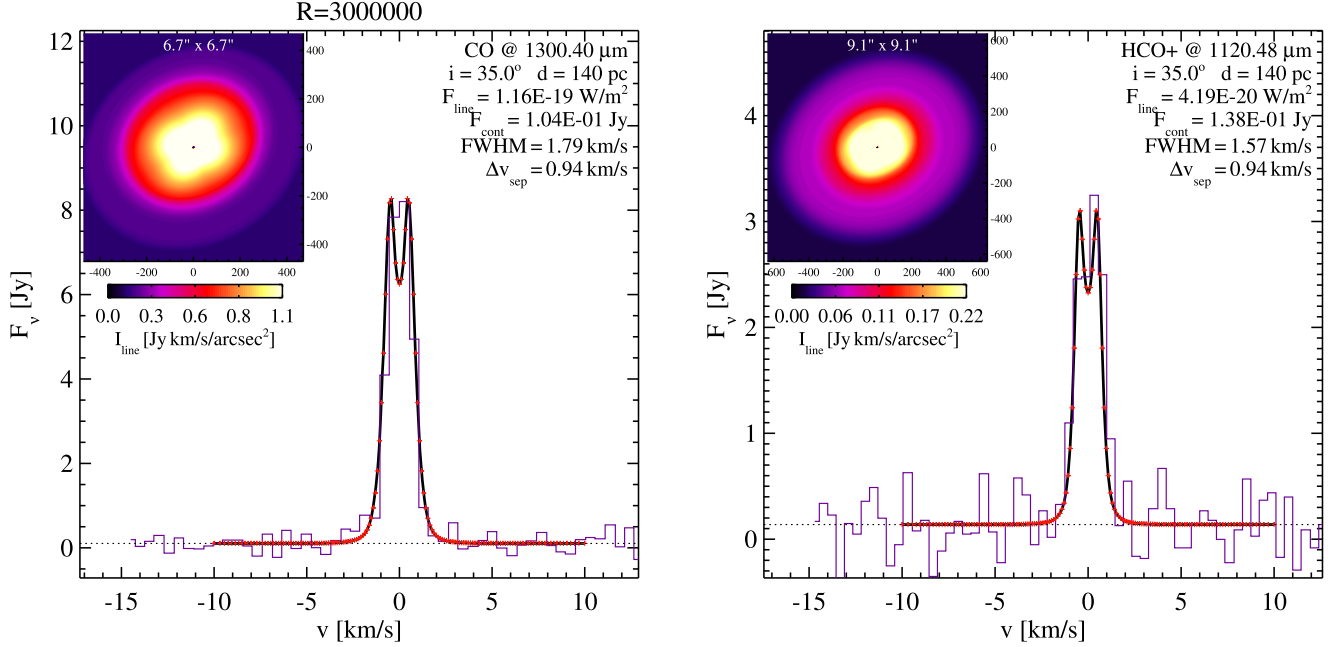 R=3000000
6.7" x 6.7"
CO @ 1300.40 μm
i = 35.0° d = 140 pc
F_line = 1.16E-19 W/m²
F_cont = 1.04E-01 Jy
FWHM = 1.79 km/s
Δv_sep = 0.94 km/s
400
200
0
-200
-400
-400 -200 0 200 400
0.0 0.3 0.6 0.8 1.1
I_line [Jy km/s/arcsec²]
12
10
8
6
4
2
0
F_ν [Jy]
-15 -10 -5 0 5 10
v [km/s]
9.1" x 9.1"
HCO+ @ 1120.48 μm
i = 35.0° d = 140 pc
F_line = 4.19E-20 W/m²
F_cont = 1.38E-01 Jy
FWHM = 1.57 km/s
Δv_sep = 0.94 km/s
600
400
200
0
-200
-400
-600
-600 -400 -200 0 200 400 600
0.00 0.06 0.11 0.17 0.22
I_line [Jy km/s/arcsec²]
4
3
2
1
0
F_ν [Jy]
-15 -10 -5 0 5 10
v [km/s]